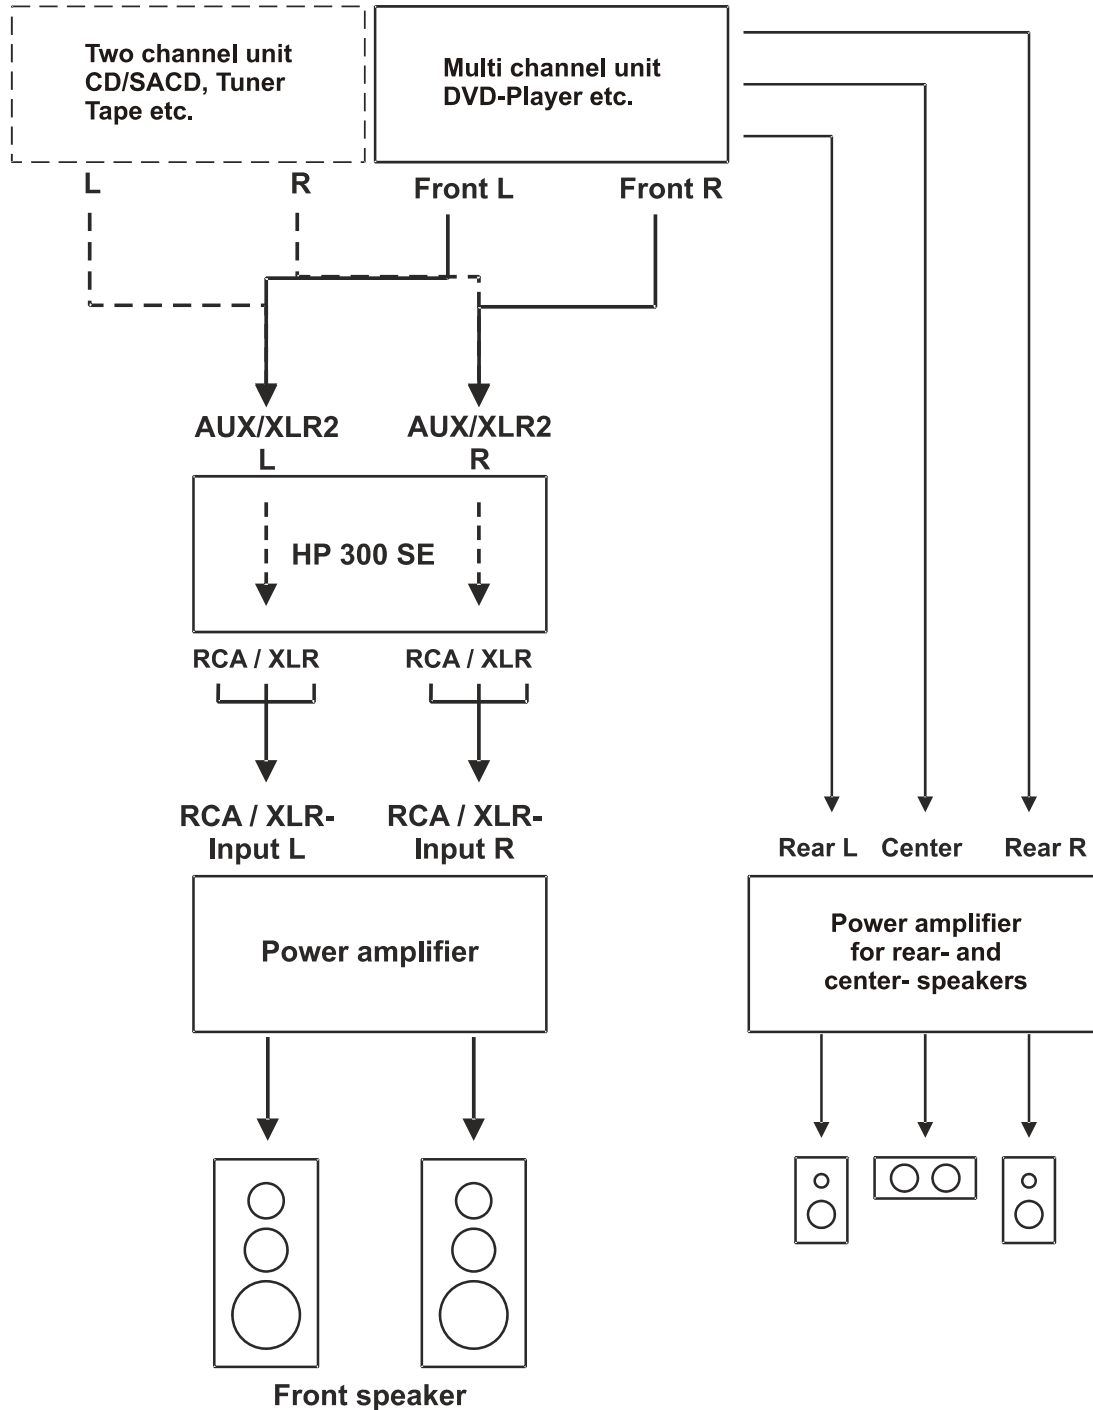 Two channel unit
CD/SACD, Tuner
Tape etc.
Multi channel unit
DVD-Player etc.
L
R
Front L
Front R
AUX/XLR2
L
AUX/XLR2
R
HP 300 SE
RCA / XLR
RCA / XLR
RCA / XLR-
Input L
RCA / XLR-
Input R
Rear L
Center
Rear R
Power amplifier
Power amplifier
for rear- and
center- speakers
Front speaker